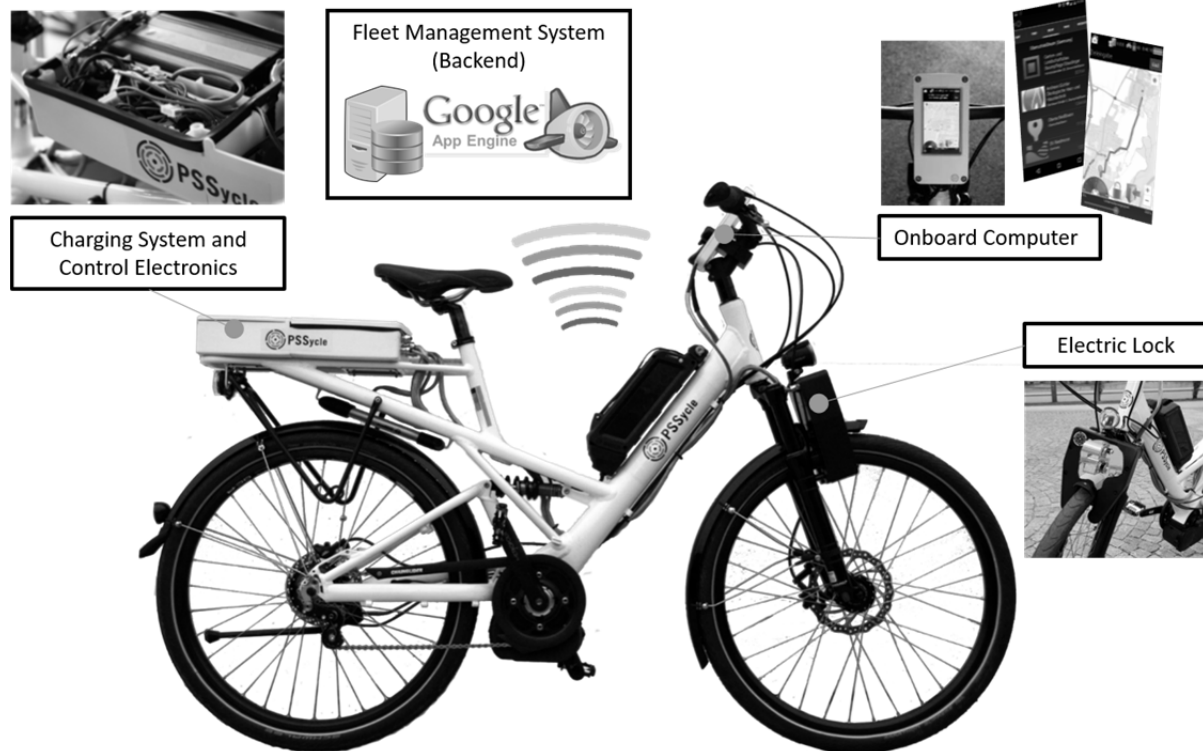 Fleet Management System
(Backend)
Google
App Engine
PSSycle
Charging System and
Control Electronics
Onboard Computer
Electric Lock
PSSycle
PSSycle